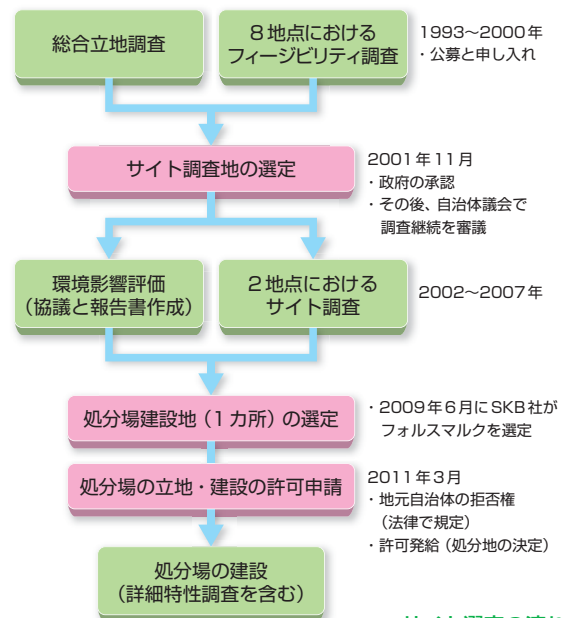 総合立地調査
8地点における
フィージビリティ調査
1993〜2000年
・公募と申し入れ
サイト調査地の選定
2001年11月
・政府の承認
・その後、自治体議会で
調査継続を審議
環境影響評価
（協議と報告書作成）
2地点における
サイト調査
2002〜2007年
処分場建設地（1カ所）の選定
・2009年6月にSKB社が
フォルスマルクを選定
処分場の立地・建設の許可申請
2011年3月
・地元自治体の拒否権
（法律で規定）
・許可発給（処分地の決定）
処分場の建設
（詳細特性調査を含む）